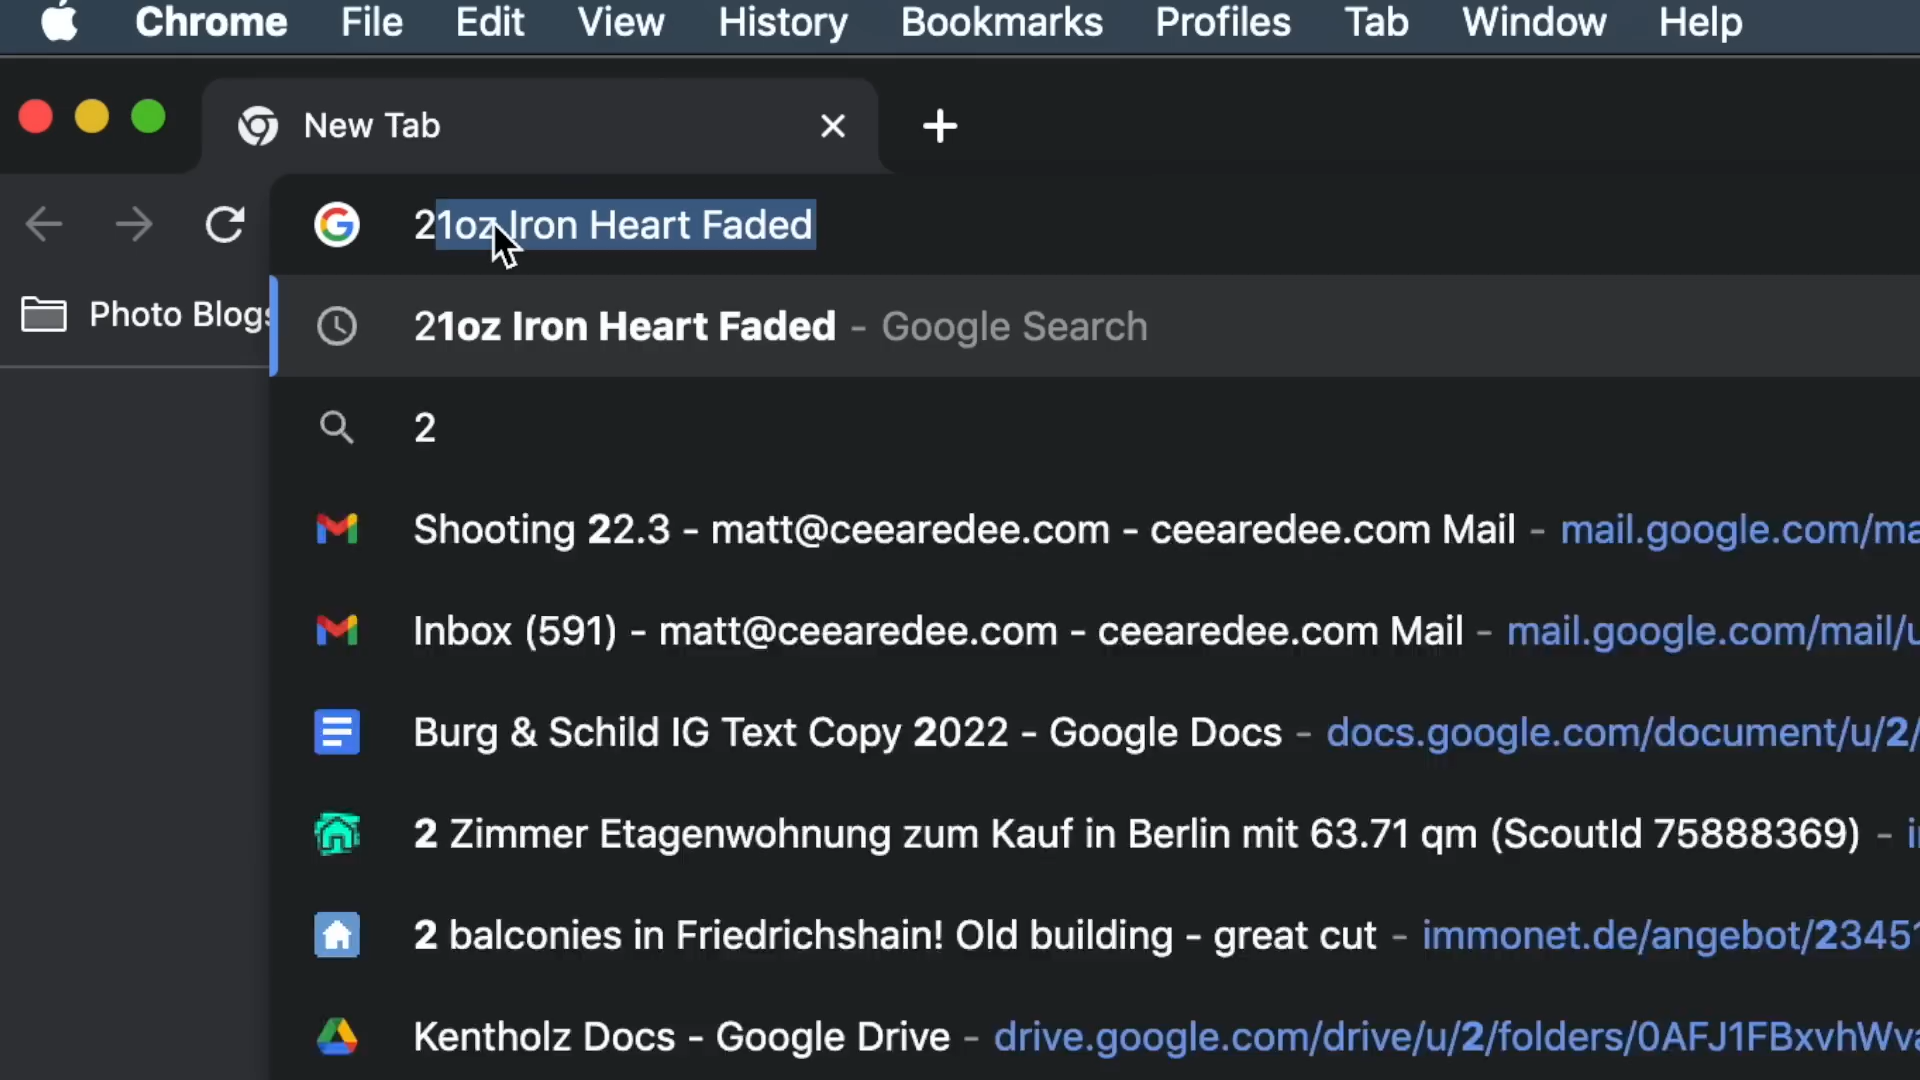 Chrome File Edit View History Bookmarks Profiles Tab Window Help
New Tab
21oz Iron Heart Faded
Photo Blogs
21oz Iron Heart Faded – Google Search
2
Shooting 22.3 - matt@ceearedee.com - ceearedee.com Mail – mail.google.com/ma
Inbox (591) - matt@ceearedee.com - ceearedee.com Mail – mail.google.com/mail/u
Burg & Schild IG Text Copy 2022 - Google Docs – docs.google.com/document/u/2/
2 Zimmer Etagenwohnung zum Kauf in Berlin mit 63.71 qm (ScoutId 75888369) –
2 balconies in Friedrichshain! Old building - great cut – immonet.de/angebot/23451
Kentholz Docs - Google Drive – drive.google.com/drive/u/2/folders/0AFJ1FBxvhWva